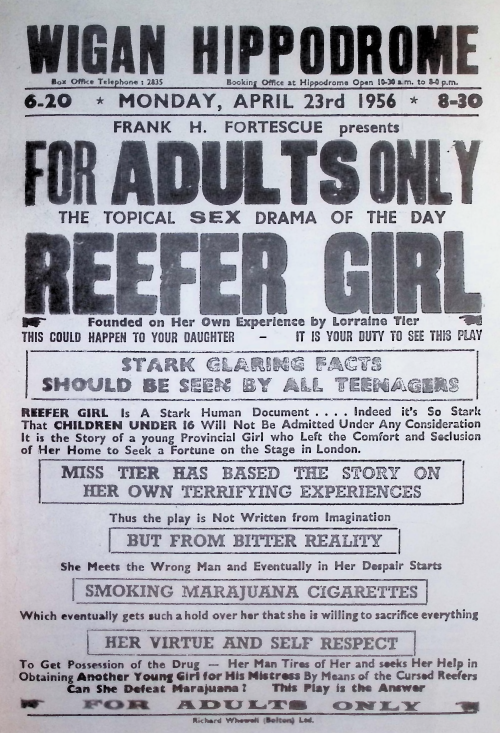 WIGAN HIPPODROME
Box Office Telephone : 2835 Booking Office at Hippodrome Open 10-30 a.m. to 8-0 p.m.
6-20 * MONDAY, APRIL 23rd 1956 * 8-30
FRANK H. FORTESCUE presents
FOR ADULTS ONLY
THE TOPICAL SEX DRAMA OF THE DAY
REEFER GIRL
Founded on Her Own Experience by Lorraine Tier
THIS COULD HAPPEN TO YOUR DAUGHTER – IT IS YOUR DUTY TO SEE THIS PLAY
STARK GLARING FACTS
SHOULD BE SEEN BY ALL TEENAGERS
REEFER GIRL Is A Stark Human Document .... Indeed it's So Stark
That CHILDREN UNDER 16 Will Not Be Admitted Under Any Consideration
It is the Story of a young Provincial Girl who Left the Comfort and Seclusion
of Her Home to Seek a Fortune on the Stage in London.
MISS TIER HAS BASED THE STORY ON
HER OWN TERRIFYING EXPERIENCES
Thus the play is Not Written from Imagination
BUT FROM BITTER REALITY
She Meets the Wrong Man and Eventually in Her Despair Starts
SMOKING MARAJUANA CIGARETTES
Which eventually gets such a hold over her that she is willing to sacrifice everything
HER VIRTUE AND SELF RESPECT
To Get Possession of the Drug — Her Man Tires of Her and seeks Her Help in
Obtaining Another Young Girl for His Mistress By Means of the Cursed Reefers
Can She Defeat Marajuana? This Play is the Answer
FOR ADULTS ONLY
Richard Whewell (Bolton) Ltd.